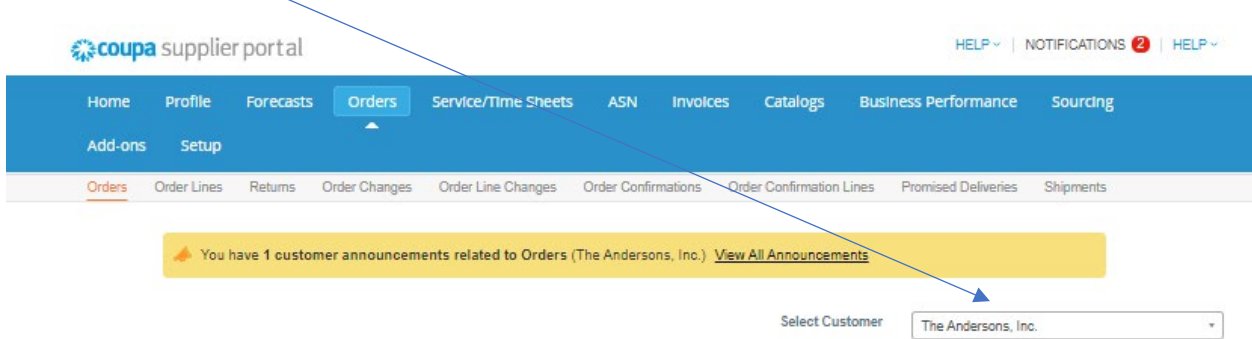 coupa supplier portal HELP | NOTIFICATIONS 2 | HELP
Home Profile Forecasts Orders Service/Time Sheets ASN Invoices Catalogs Business Performance Sourcing
Add-ons Setup
Orders Order Lines Returns Order Changes Order Line Changes Order Confirmations Order Confirmation Lines Promised Deliveries Shipments
You have 1 customer announcements related to Orders (The Andersons, Inc.) View All Announcements
Select Customer The Andersons, Inc.